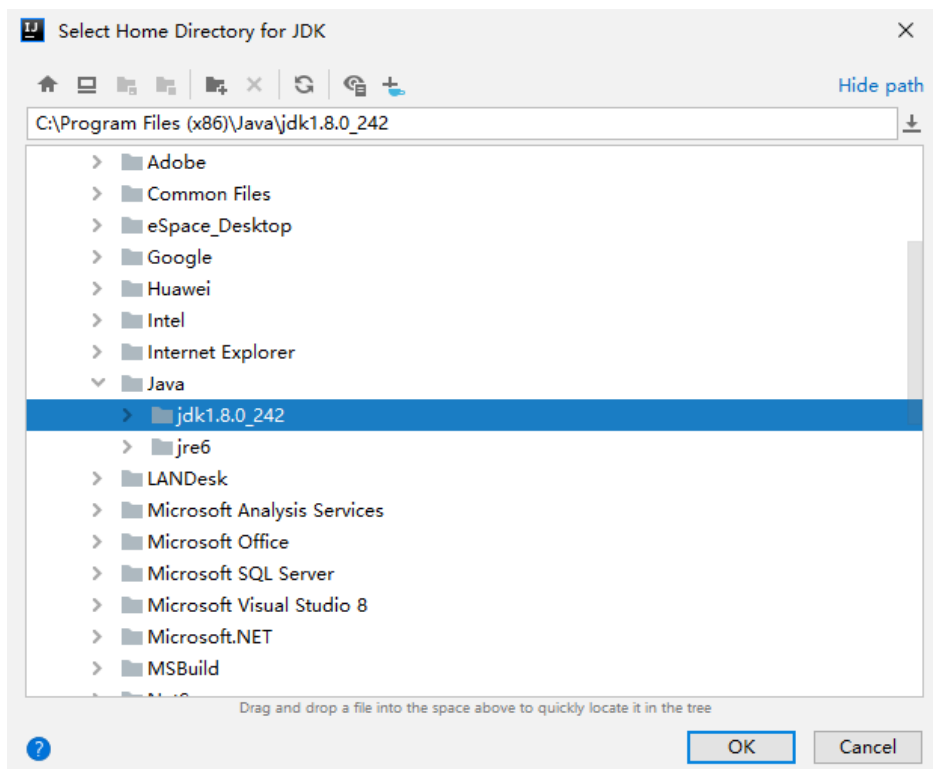 IJ Select Home Directory for JDK
Hide path
C:\Program Files (x86)\Java\jdk1.8.0_242
Adobe
Common Files
eSpace_Desktop
Google
Huawei
Intel
Internet Explorer
Java
jdk1.8.0_242
jre6
LANDesk
Microsoft Analysis Services
Microsoft Office
Microsoft SQL Server
Microsoft Visual Studio 8
Microsoft.NET
MSBuild
Drag and drop a file into the space above to quickly locate it in the tree
? OK Cancel